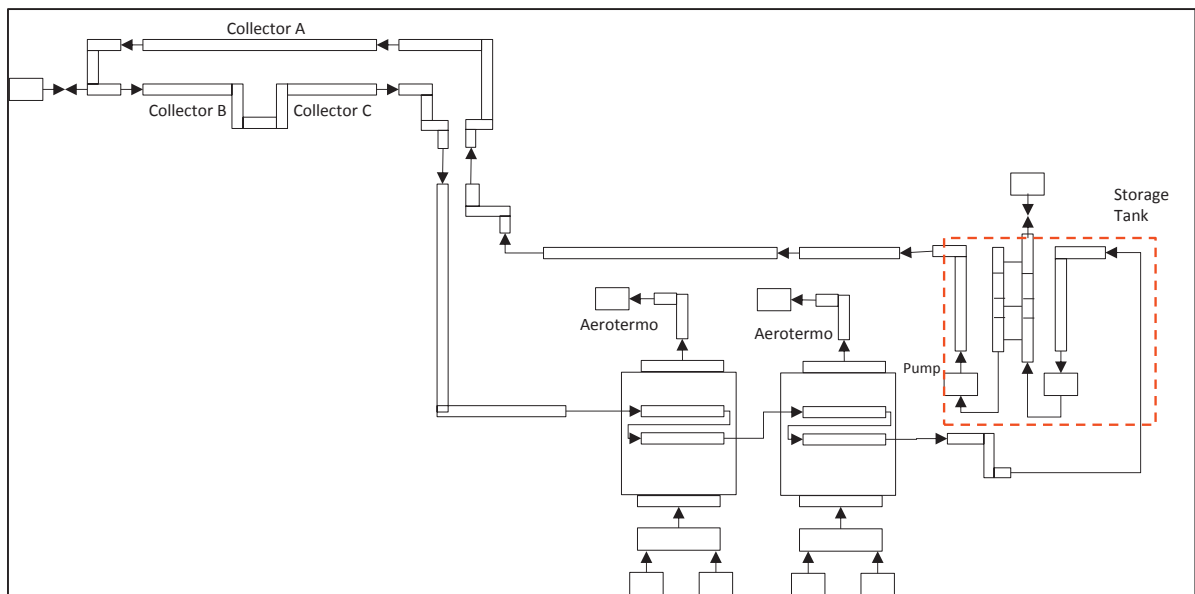 Collector A
Collector B
Collector C
Storage
Tank
Aerotermo
Aerotermo
Pump